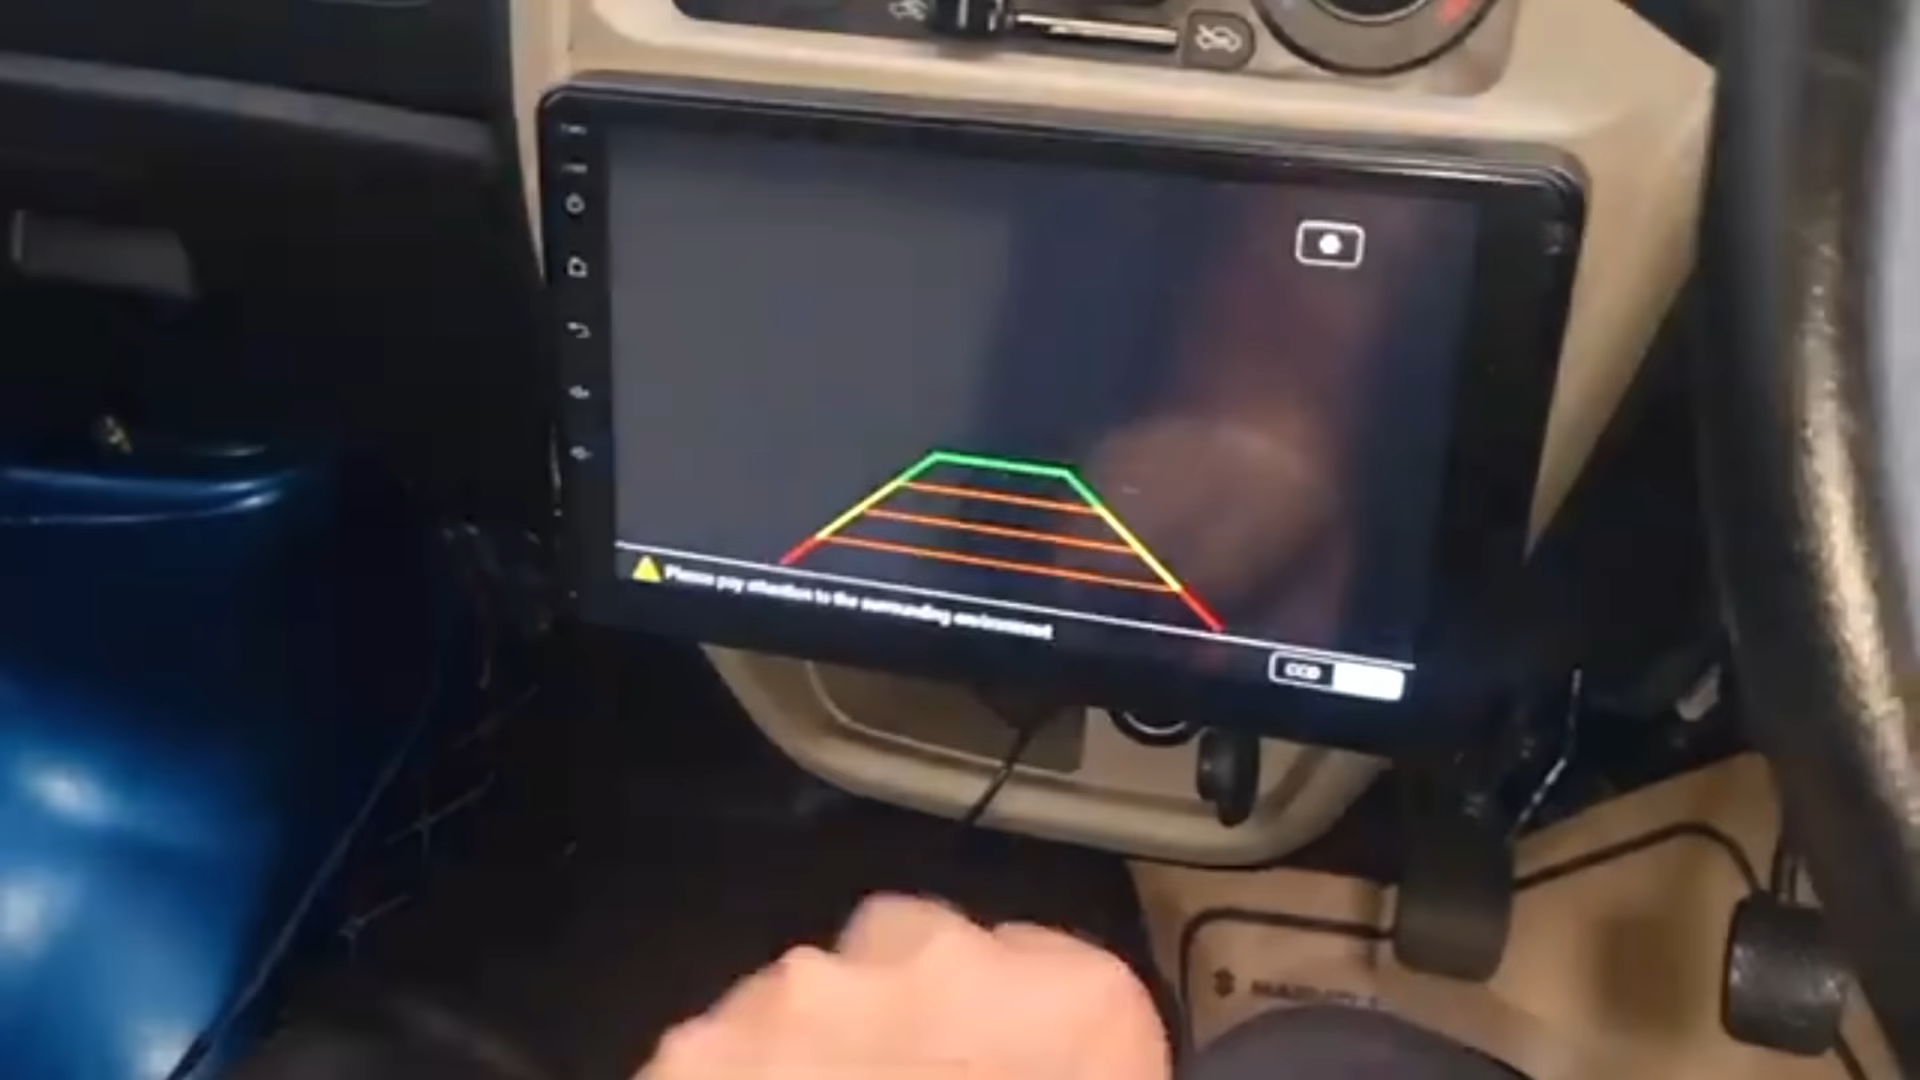 Please pay attention to the surrounding environment
CCD